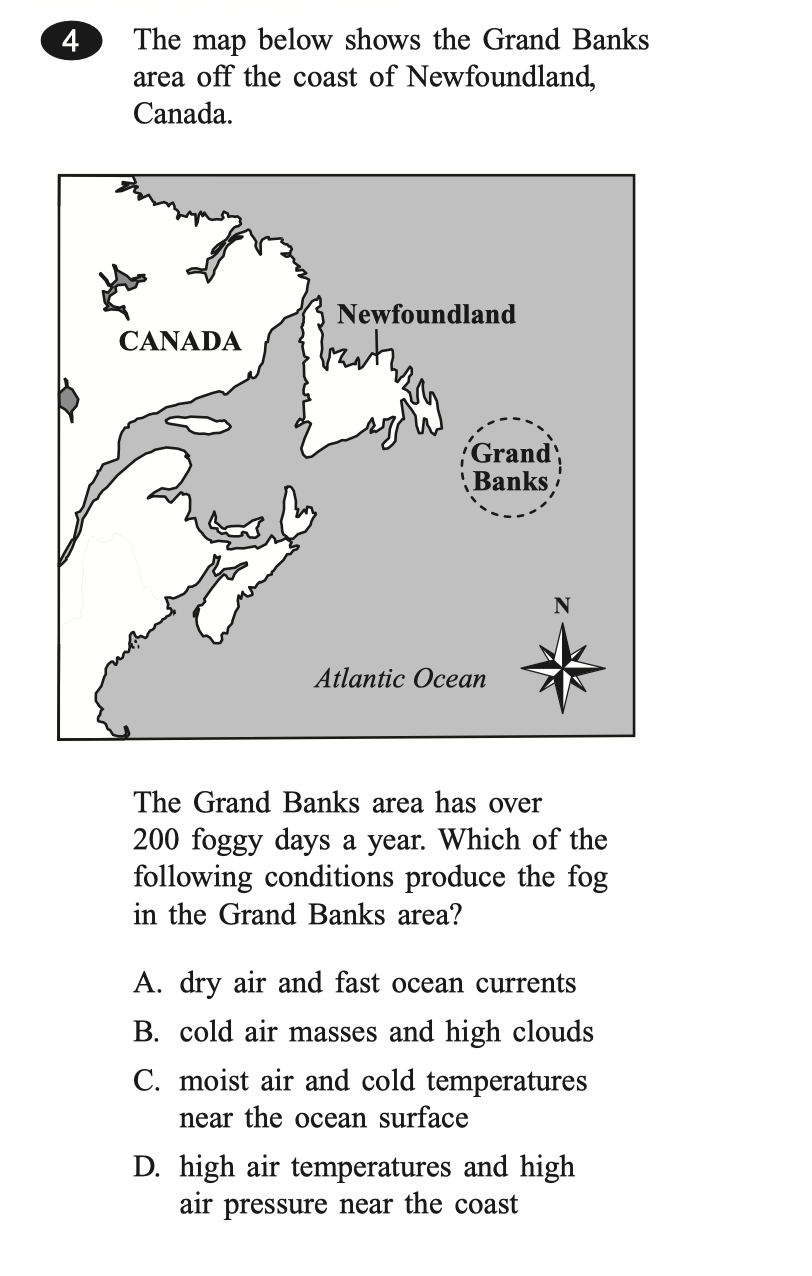 4 The map below shows the Grand Banks
area off the coast of Newfoundland,
Canada.
Newfoundland
CANADA
Grand
Banks
N
Atlantic Ocean
The Grand Banks area has over
200 foggy days a year. Which of the
following conditions produce the fog
in the Grand Banks area?
A. dry air and fast ocean currents
B. cold air masses and high clouds
C. moist air and cold temperatures
near the ocean surface
D. high air temperatures and high
air pressure near the coast